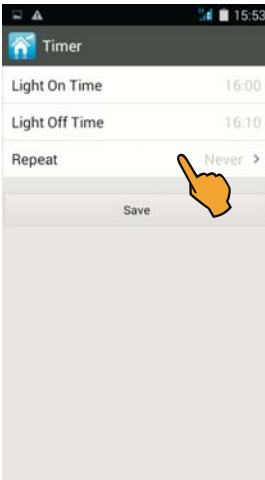 15:53
Timer
Light On Time 16:00
Light Off Time 16:10
Repeat Never >
Save